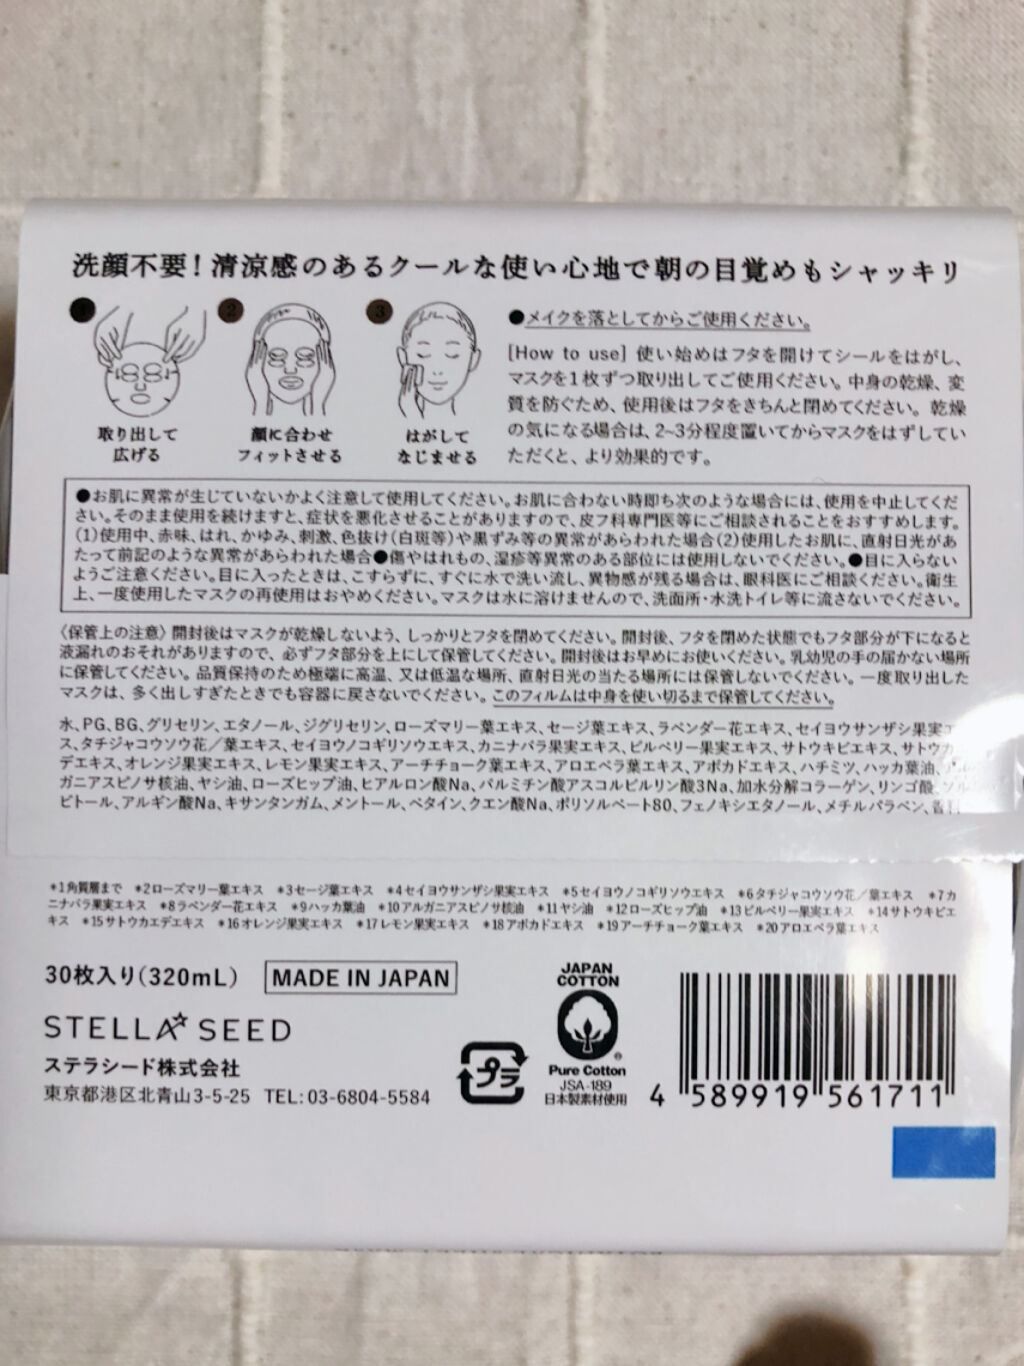 洗顔不要!清涼感のあるクールな使い心地で朝の目覚めもシャッキリ
1
2
3
取り出して
広げる
顔に合わせ
フィットさせる
はがして
なじませる
●メイクを落としてからご使用ください。
[How to use] 使い始めはフタを開けてシールをはがし、
マスクを1枚ずつ取り出してご使用ください。中身の乾燥、変
質を防ぐため、使用後はフタをきちんと閉めてください。乾燥
の気になる場合は、2~3分程度置いてからマスクをはずしてい
ただくと、より効果的です。
●お肌に異常が生じていないかよく注意して使用してください。お肌に合わない時即ち次のような場合には、使用を中止してくだ
さい。そのまま使用を続けますと、症状を悪化させることがありますので、皮フ科専門医等にご相談されることをおすすめします。
(1)使用中、赤味、はれ、かゆみ、刺激、色抜け(白斑等)や黒ずみ等の異常があらわれた場合(2)使用したお肌に、直射日光があ
たって前記のような異常があらわれた場合●傷やはれもの、湿疹等異常のある部位には使用しないでください。●目に入らない
ようご注意ください。目に入ったときは、こすらずに、すぐに水で洗い流し、異物感が残る場合は、眼科医にご相談ください。衛生
上、一度使用したマスクの再使用はおやめください。マスクは水に溶けませんので、洗面所・水洗トイレ等に流さないでください。
〈保管上の注意〉開封後はマスクが乾燥しないよう、しっかりとフタを閉めてください。開封後、フタを閉めた状態でもフタ部分が下になると
液漏れのおそれがありますので、必ずフタ部分を上にして保管してください。開封後はお早めにお使いください。乳幼児の手の届かない場所
に保管してください。品質保持のため極端に高温、又は低温な場所、直射日光の当たる場所には保管しないでください。一度取り出した
マスクは、多く出しすぎたときでも容器に戻さないでください。このフィルムは中身を使い切るまで保管してください。
水、PG、BG、グリセリン、エタノール、ジグリセリン、ローズマリー葉エキス、セージ葉エキス、ラベンダー花エキス、セイヨウサンザシ果実エキ
ス、タチジャコウソウ花/葉エキス、セイヨウノコギリソウエキス、カニナバラ果実エキス、ビルベリー果実エキス、サトウキビエキス、サトウカ
デエキス、オレンジ果実エキス、レモン果実エキス、アーチチョーク葉エキス、アロエベラ葉エキス、アボカドエキス、ハチミツ、ハッカ葉油、
ガニアスピノサ核油、ヤシ油、ローズヒップ油、ヒアルロン酸Na、パルミチン酸アスコルビルリン酸3Na、加水分解コラーゲン、リンゴ酸、ソル
ビトール、アルギン酸Na、キサンタンガム、メントール、ベタイン、クエン酸Na、ポリソルベート80、フェノキシエタノール、メチルパラベン、香料
*1角質層まで *2ローズマリー葉エキス *3セージ葉エキス *4セイヨウサンザシ果実エキス *5セイヨウノコギリソウエキス *6タチジャコウソウ花/葉エキス *7カ
ニナバラ果実エキス *8ラベンダー花エキス *9ハッカ葉油 *10アルガニアスピノサ核油 *11ヤシ油 *12ローズヒップ油 *13ビルベリー果実エキス *14サトウキビエ
キス *15サトウカエデエキス *16オレンジ果実エキス *17レモン果実エキス *18アボカドエキス *19アーチチョーク葉エキス *20アロエベラ葉エキス
30枚入り(320mL) MADE IN JAPAN
STELLA SEED
ステラシード株式会社
東京都港区北青山3-5-25 TEL:03-6804-5584
プラ
JAPAN
COTTON
®
Pure Cotton
JSA-189
日本製素材使用
4 589919 561711